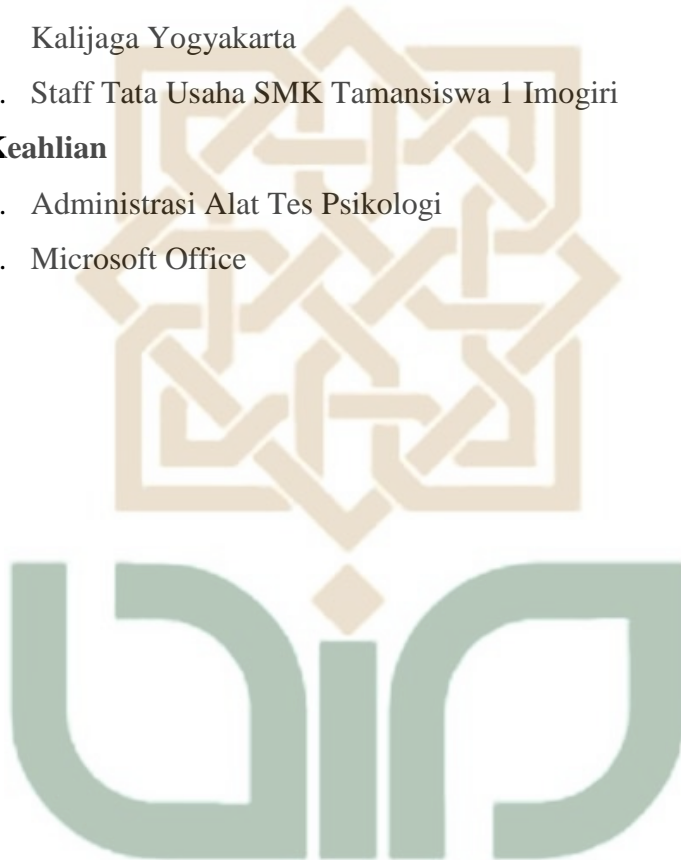 Kalijaga Yogyakarta
. Staff Tata Usaha SMK Tamansiswa 1 Imogiri
Keahlian
. Administrasi Alat Tes Psikologi
. Microsoft Office